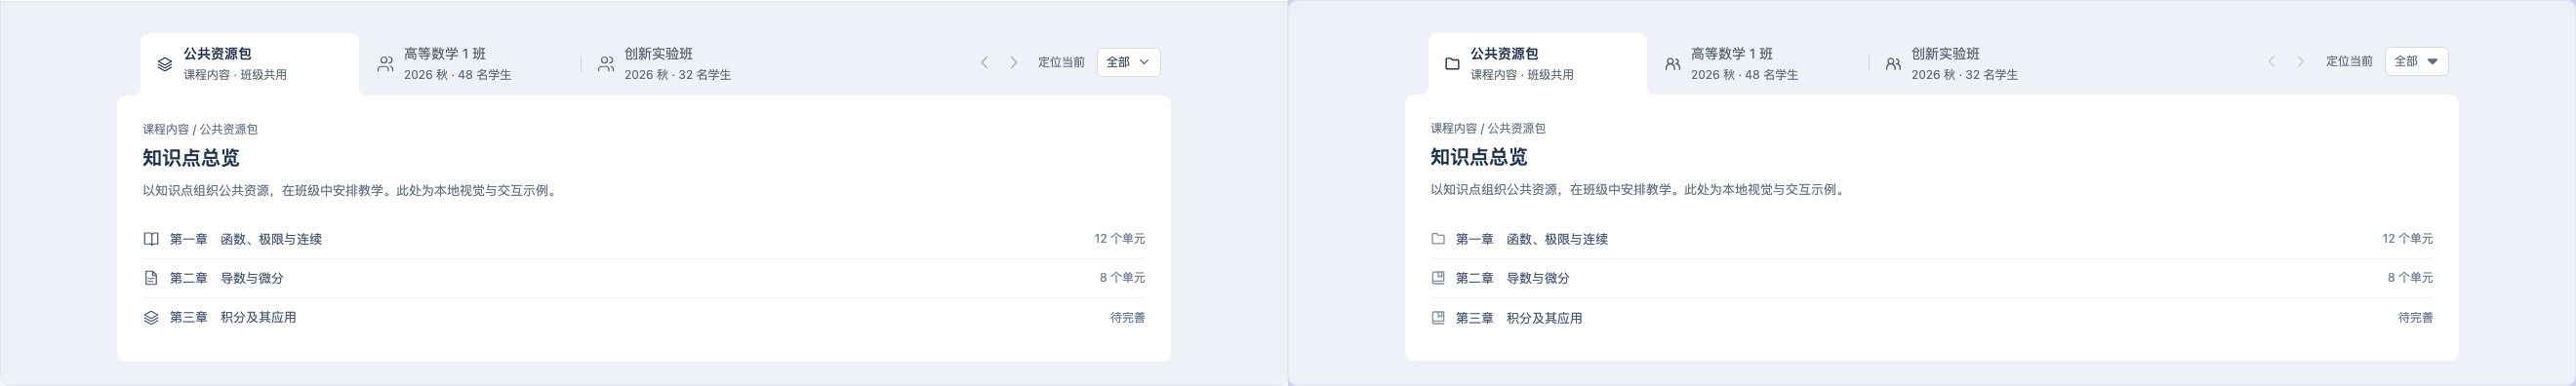 公共资源包
课程内容 · 班级共用
高等数学 1 班
2026 秋 · 48 名学生
创新实验班
2026 秋 · 32 名学生
定位当前
全部
课程内容 / 公共资源包
知识点总览
以知识点组织公共资源，在班级中安排教学。此处为本地视觉与交互示例。
第一章 函数、极限与连续
12 个单元
第二章 导数与微分
8 个单元
第三章 积分及其应用
待完善
公共资源包
课程内容 · 班级共用
高等数学 1 班
2026 秋 · 48 名学生
创新实验班
2026 秋 · 32 名学生
定位当前
全部
课程内容 / 公共资源包
知识点总览
以知识点组织公共资源，在班级中安排教学。此处为本地视觉与交互示例。
第一章 函数、极限与连续
12 个单元
第二章 导数与微分
8 个单元
第三章 积分及其应用
待完善